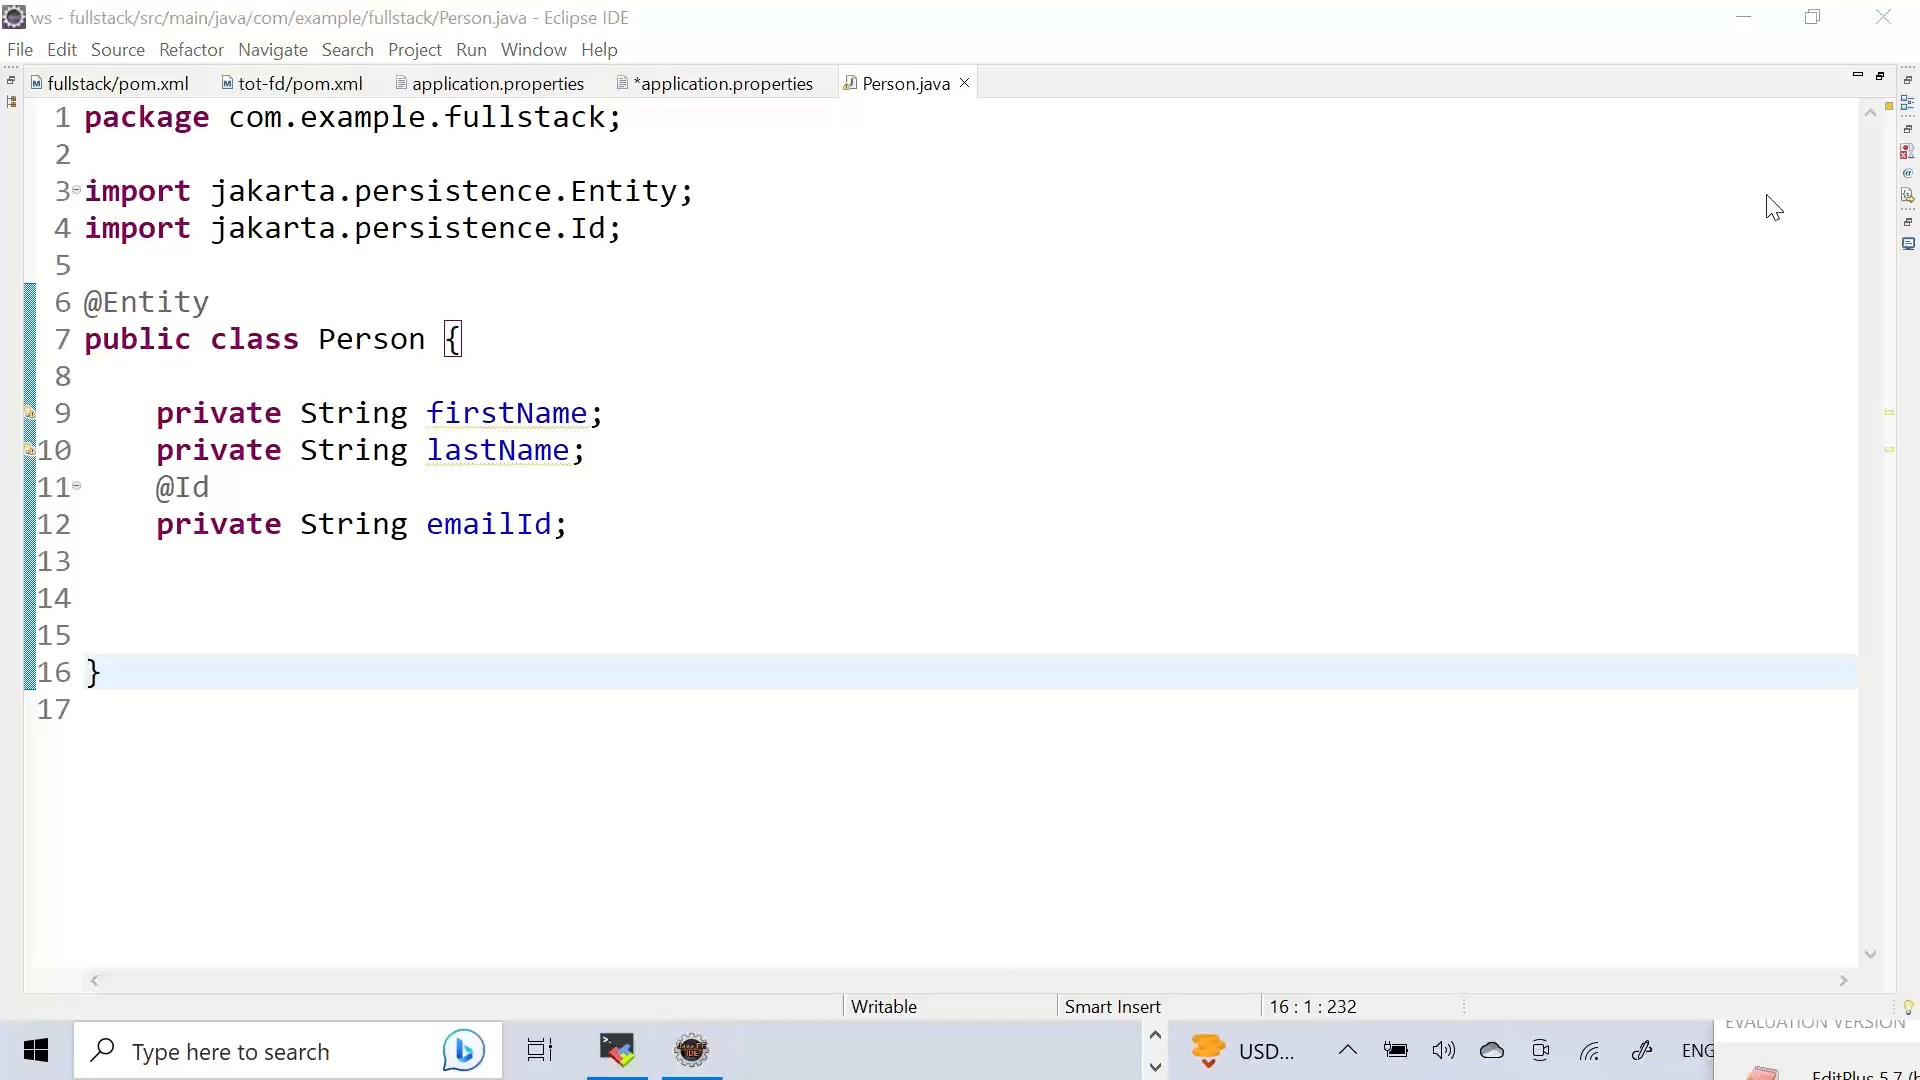 ws - fullstack/src/main/java/com/example/fullstack/Person.java - Eclipse IDE
File Edit Source Refactor Navigate Search Project Run Window Help
fullstack/pom.xml tot-fd/pom.xml application.properties *application.properties Person.java
1 package com.example.fullstack;
2
3 import jakarta.persistence.Entity;
4 import jakarta.persistence.Id;
5
6 @Entity
7 public class Person {
8
9 private String firstName;
10 private String lastName;
11 @Id
12 private String emailId;
13
14
15
16 }
17
Writable Smart Insert 16 : 1 : 232
EVALUATION VERSION
Type here to search USD... ENG
EditPlus 5.7